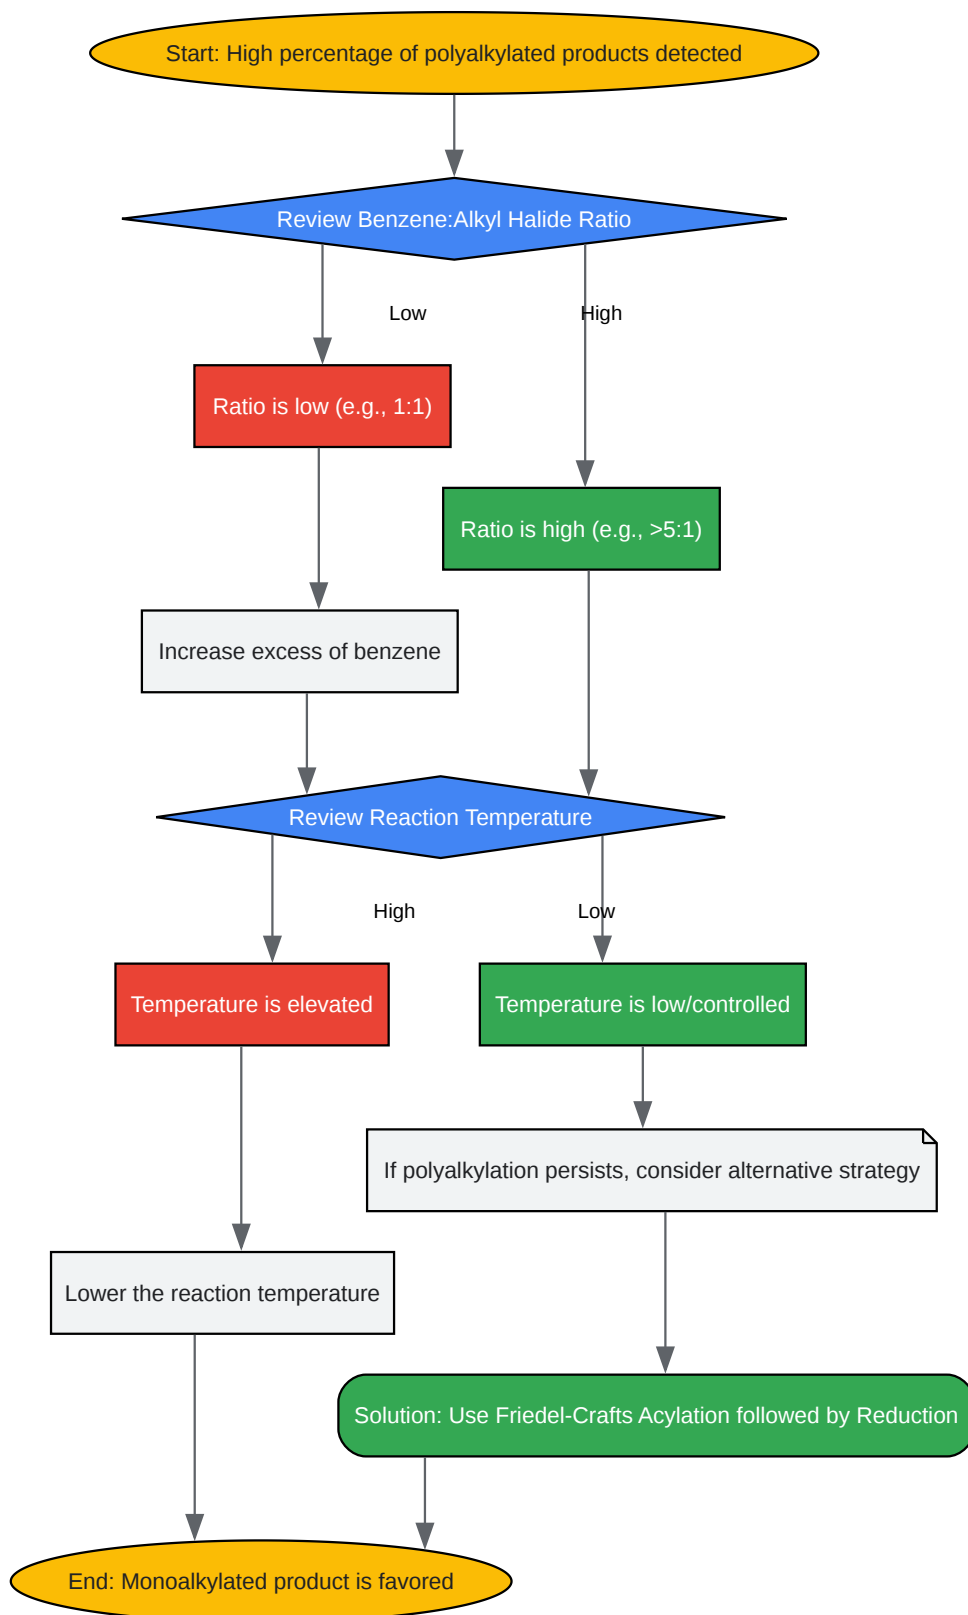 Start: High percentage of polyalkylated products detected
Review Benzene:Alkyl Halide Ratio
Low
High
Ratio is low (e.g., 1:1)
Ratio is high (e.g., >5:1)
Increase excess of benzene
Review Reaction Temperature
High
Low
Temperature is elevated
Temperature is low/controlled
If polyalkylation persists, consider alternative strategy
Lower the reaction temperature
Solution: Use Friedel-Crafts Acylation followed by Reduction
End: Monoalkylated product is favored